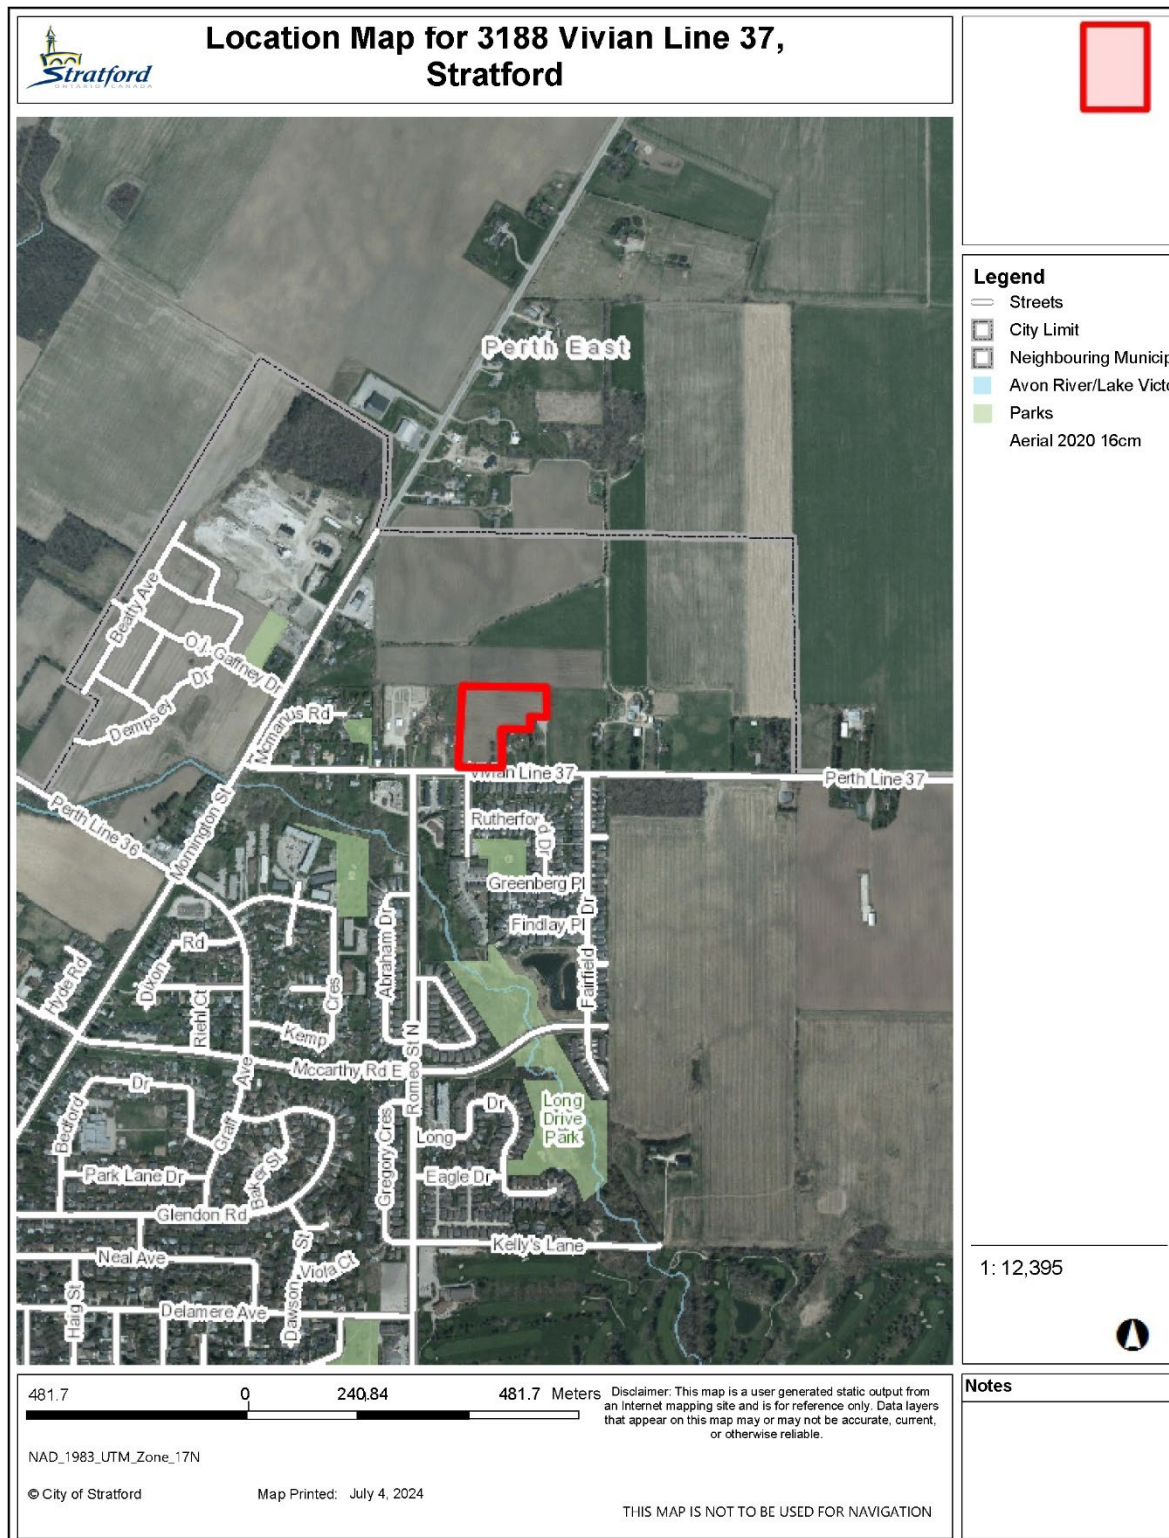 Stratford
ONTARIO CANADA
Location Map for 3188 Vivian Line 37,
Stratford
Legend
Streets
City Limit
Neighbouring Municip
Avon River/Lake Victo
Parks
Aerial 2020 16cm
1: 12,395
Notes
Perth East
Beatty Ave
O.J. Gaffney Dr
Dempsey Dr
Mcmanus Rd
Vivian Line 37
Perth Line 37
Perth Line 36
Mornington St
Rutherford Dr
Greenberg Pl
Findlay Pl
Fairfield Dr
Abraham Dr
Dixon Rd
Hyde Rd
Riehl Ct
Kemp Cres
Mccarthy Rd E
Romeo St N
Long Drive Park
Long Dr
Bedford Dr
Graff Ave
Gregory Cres
Eagle Dr
Park Lane Dr
Baker St
Glendon Rd
Kelly's Lane
Neal Ave
Viola Ct
Dawson St
Haig St
Delamere Ave
481.7 0 240.84 481.7 Meters
Disclaimer: This map is a user generated static output from
an Internet mapping site and is for reference only. Data layers
that appear on this map may or may not be accurate, current,
or otherwise reliable.
NAD_1983_UTM_Zone_17N
© City of Stratford
Map Printed: July 4, 2024
THIS MAP IS NOT TO BE USED FOR NAVIGATION